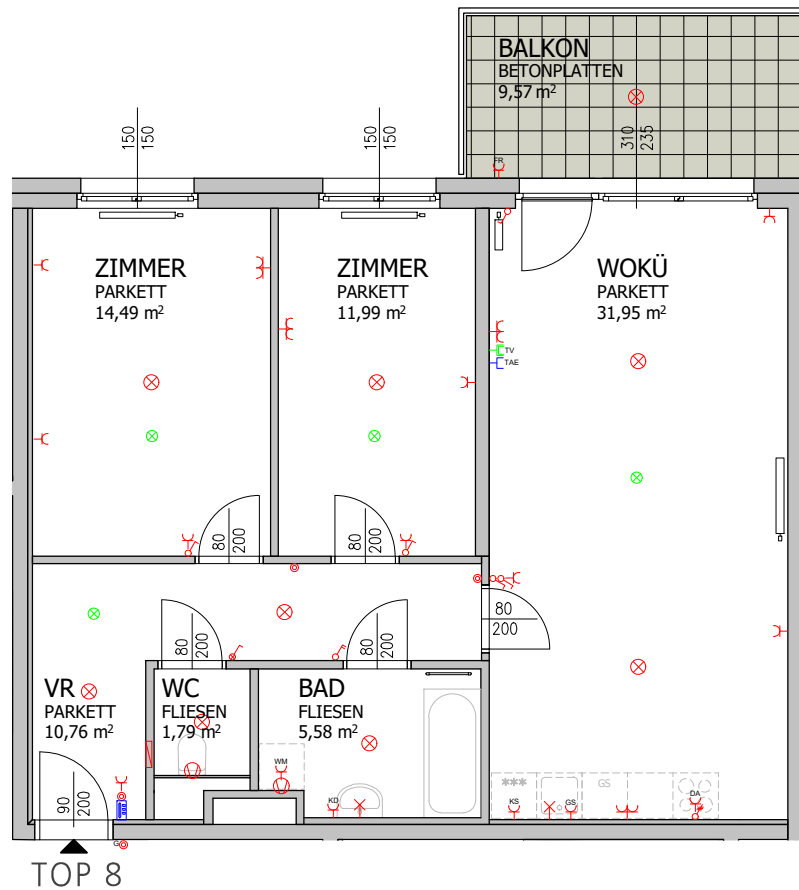 BALKON
BETONPLATTEN
9,57 m²
150
150
150
150
310
235
FR
ZIMMER
PARKETT
14,49 m²
ZIMMER
PARKETT
11,99 m²
WOKÜ
PARKETT
31,95 m²
TV
TAE
80
200
80
200
80
200
80
200
80
200
VR
PARKETT
10,76 m²
WC
FLIESEN
1,79 m²
BAD
FLIESEN
5,58 m²
WM
KD
***
GS
KS
GS
DA
90
200
G
TOP 8